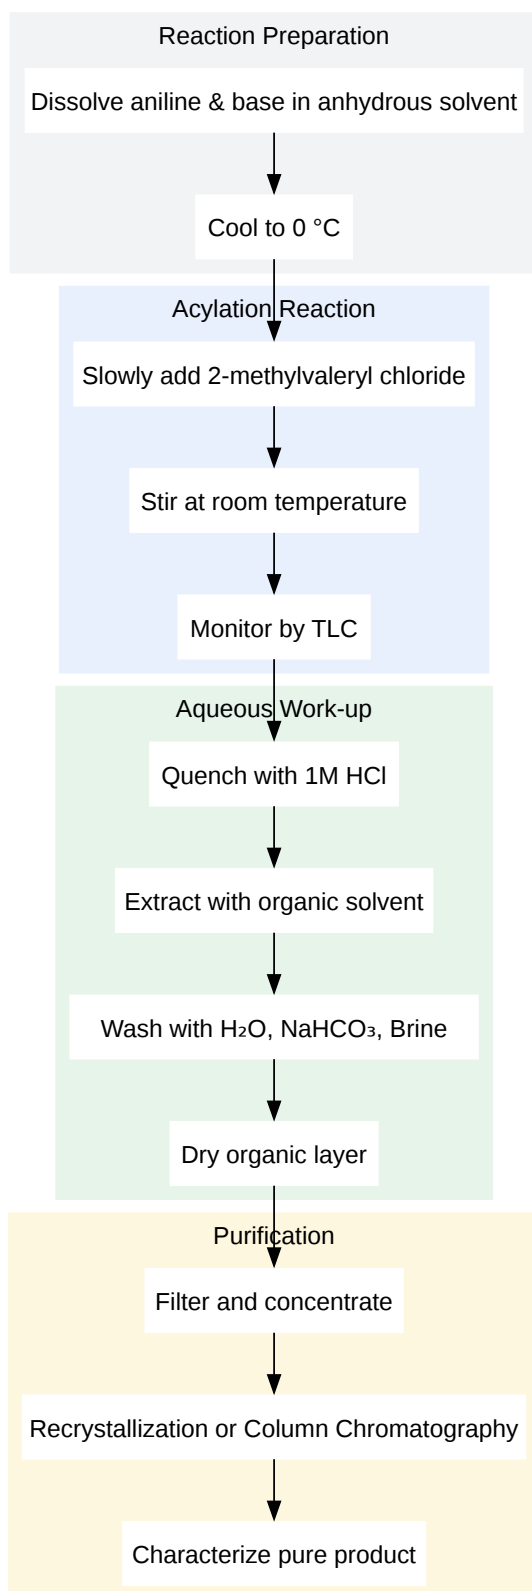 Reaction Preparation
Dissolve aniline & base in anhydrous solvent
Cool to 0 °C
Acylation Reaction
Slowly add 2-methylvaleryl chloride
Stir at room temperature
Monitor by TLC
Aqueous Work-up
Quench with 1M HCl
Extract with organic solvent
Wash with H₂O, NaHCO₃, Brine
Dry organic layer
Purification
Filter and concentrate
Recrystallization or Column Chromatography
Characterize pure product